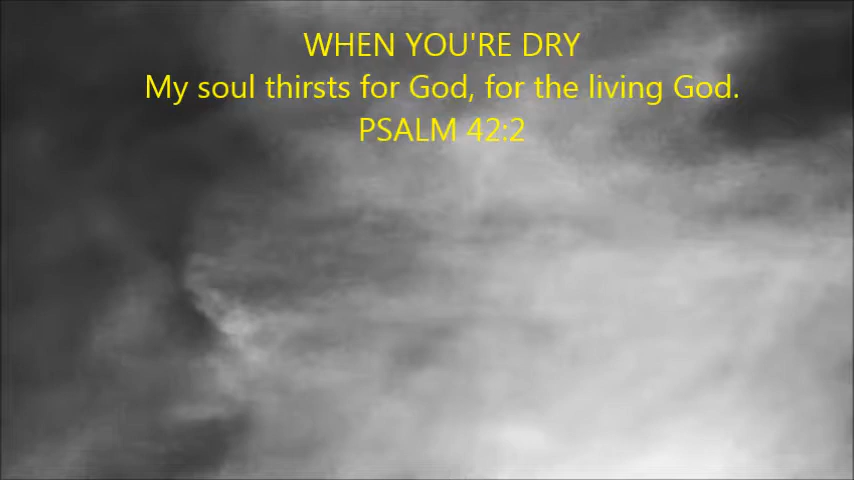 WHEN YOU'RE DRY
My soul thirsts for God, for the living God.
PSALM 42:2